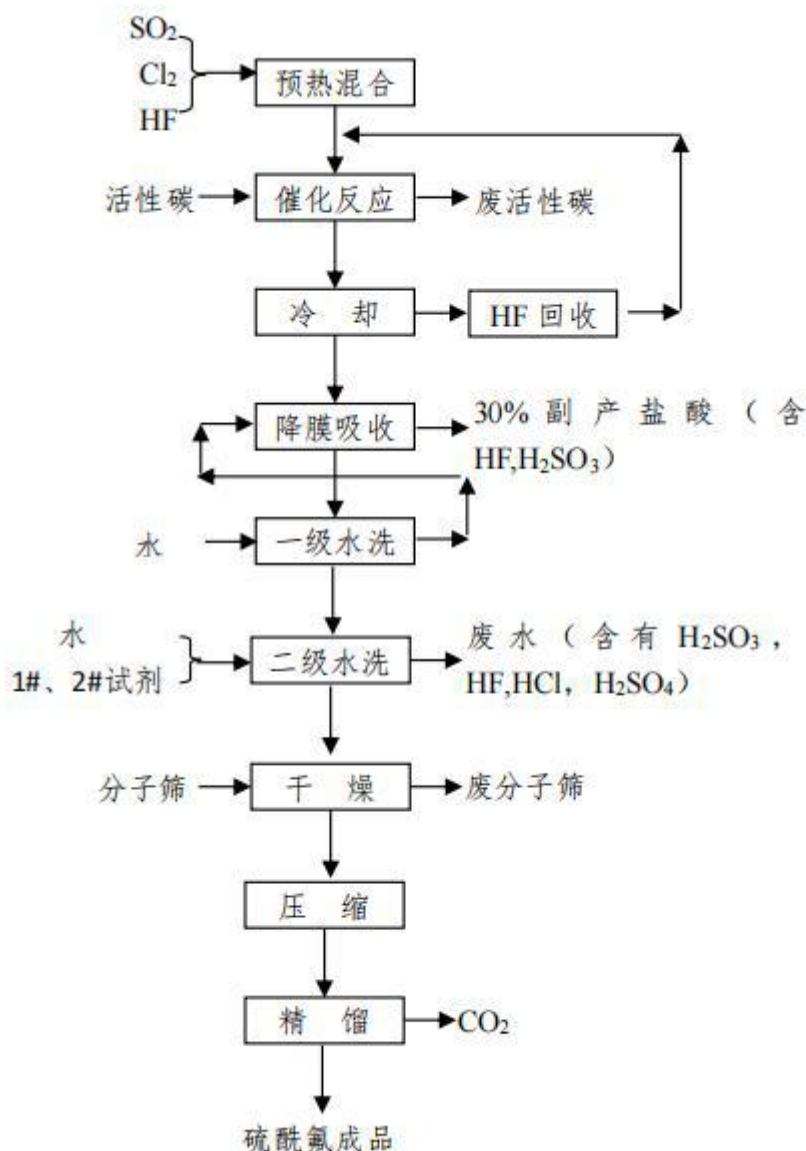 SO₂
Cl₂
HF
预热混合
活性碳
催化反应
废活性碳
冷 却
HF 回收
降膜吸收
30% 副 产 盐 酸 （ 含
HF,H₂SO₃）
水
一级水洗
水
1#、2#试剂
二级水洗
废 水 （ 含 有 H₂SO₃，
HF,HCl，H₂SO₄）
分子筛
干 燥
废分子筛
压 缩
精 馏
CO₂
硫酰氟成品